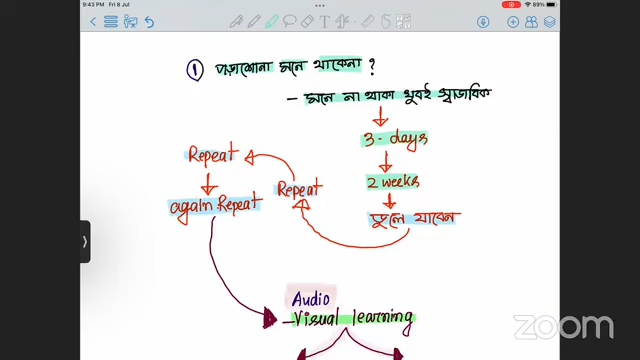 9:43 PM Fri 8 Jul
89%
① পড়াশোনা মনে থাকেনা ?
– মনে না থাকা খুবই স্বাভাবিক
3 - days
Repeat
2 weeks
Repeat
again Repeat
ভুলে যাবেন
Audio
– Visual learning
zoom